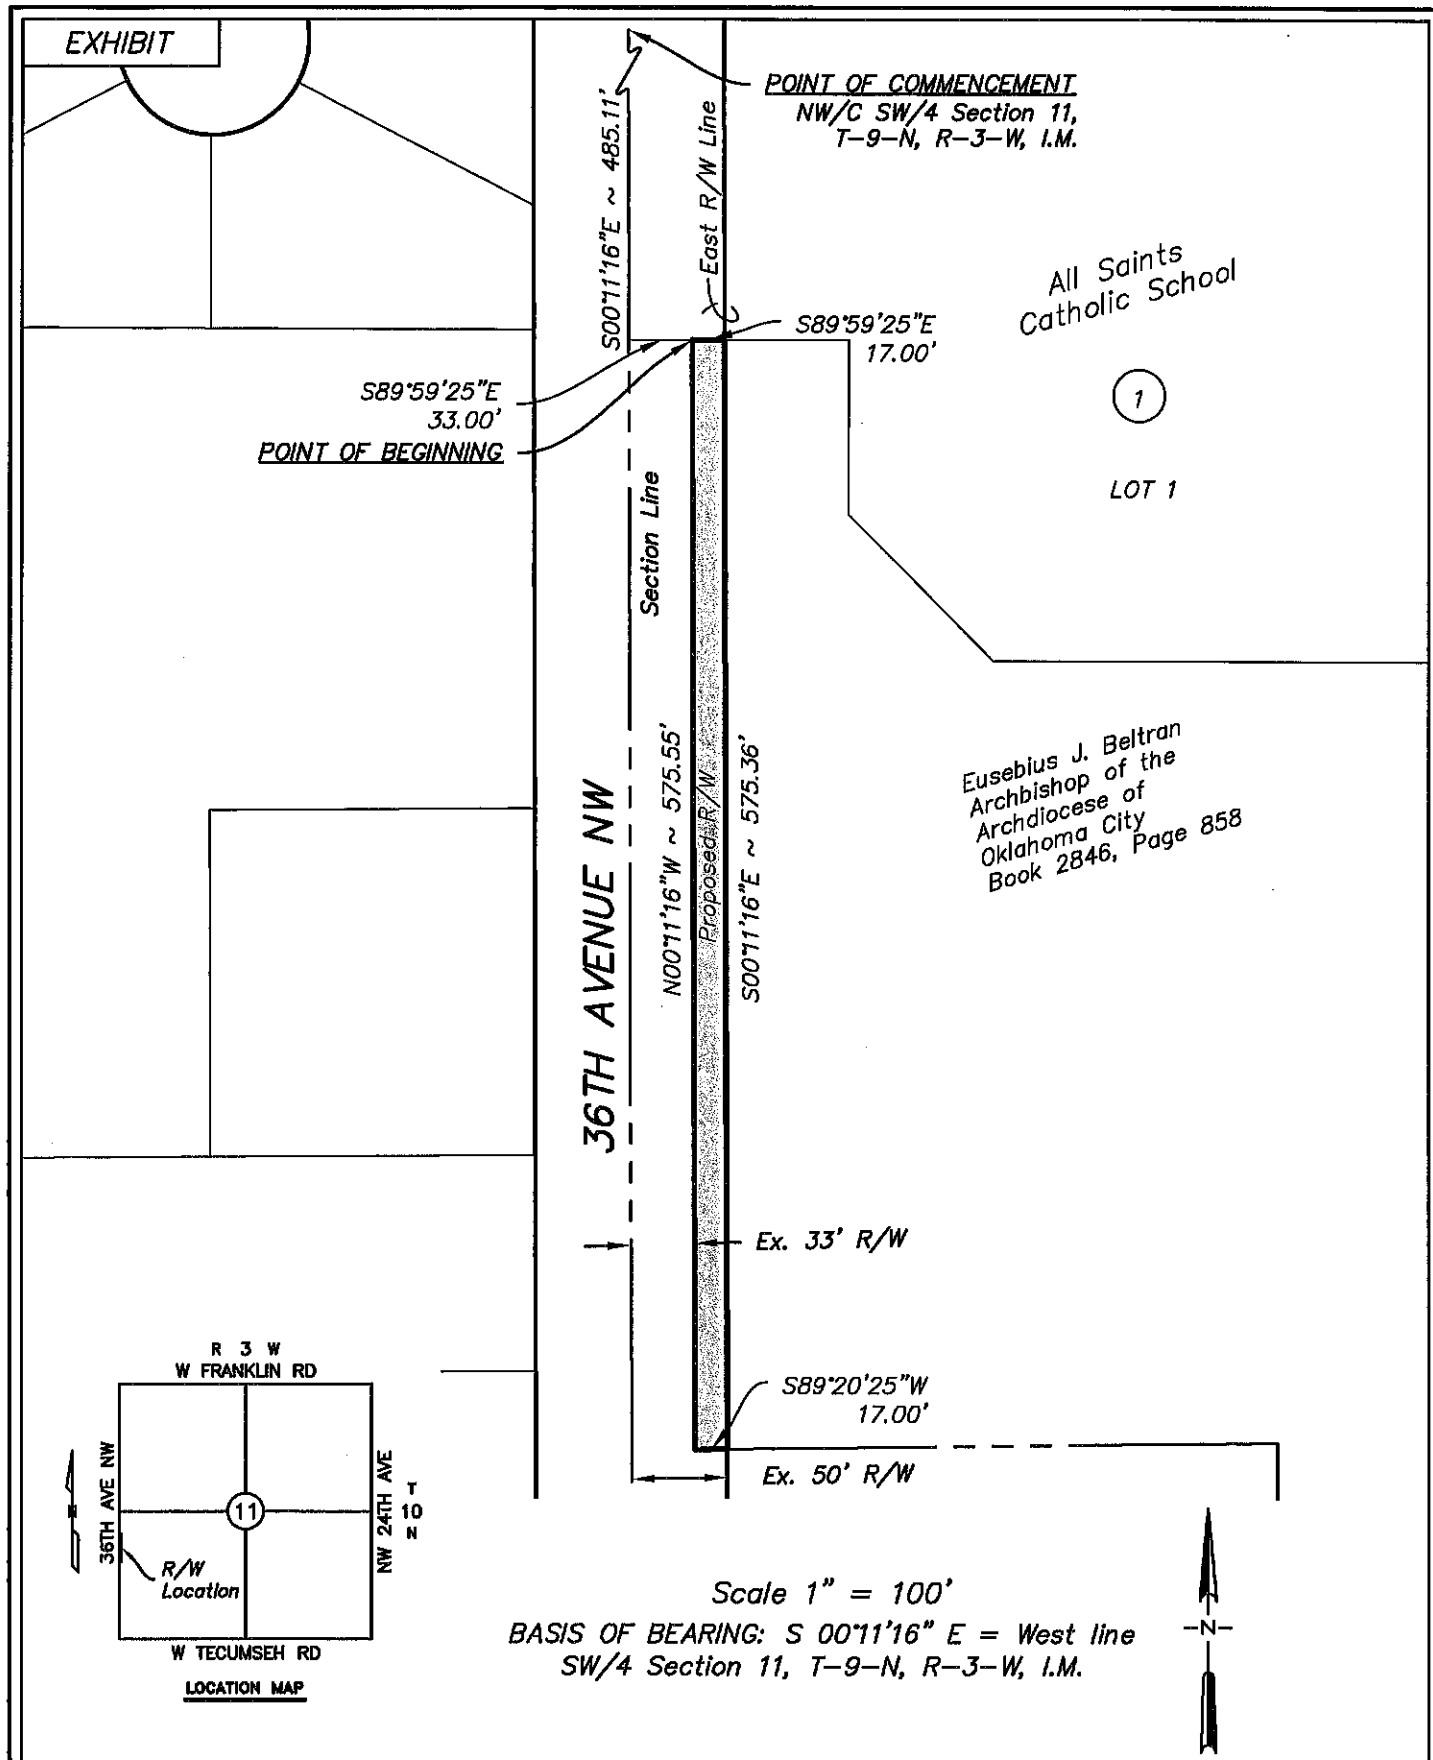 EXHIBIT
POINT OF COMMENCEMENT
NW/C SW/4 Section 11,
T-9-N, R-3-W, I.M.
S00°11'16"E ~ 485.11'
East R/W Line
All Saints
Catholic School
1
LOT 1
S89°59'25"E
17.00'
S89°59'25"E
33.00'
POINT OF BEGINNING
Section Line
36TH AVENUE NW
N00°11'16"W ~ 575.55'
Proposed R/W
S00°11'16"E ~ 575.36'
Eusebius J. Beltran
Archbishop of the
Archdiocese of
Oklahoma City
Book 2846, Page 858
Ex. 33' R/W
S89°20'25"W
17.00'
Ex. 50' R/W
R 3 W
W FRANKLIN RD
36TH AVE NW
11
NW 24TH AVE
T
10
N
R/W
Location
W TECUMSEH RD
LOCATION MAP
Scale 1" = 100'
BASIS OF BEARING: S 00°11'16" E = West line
SW/4 Section 11, T-9-N, R-3-W, I.M.
-N-